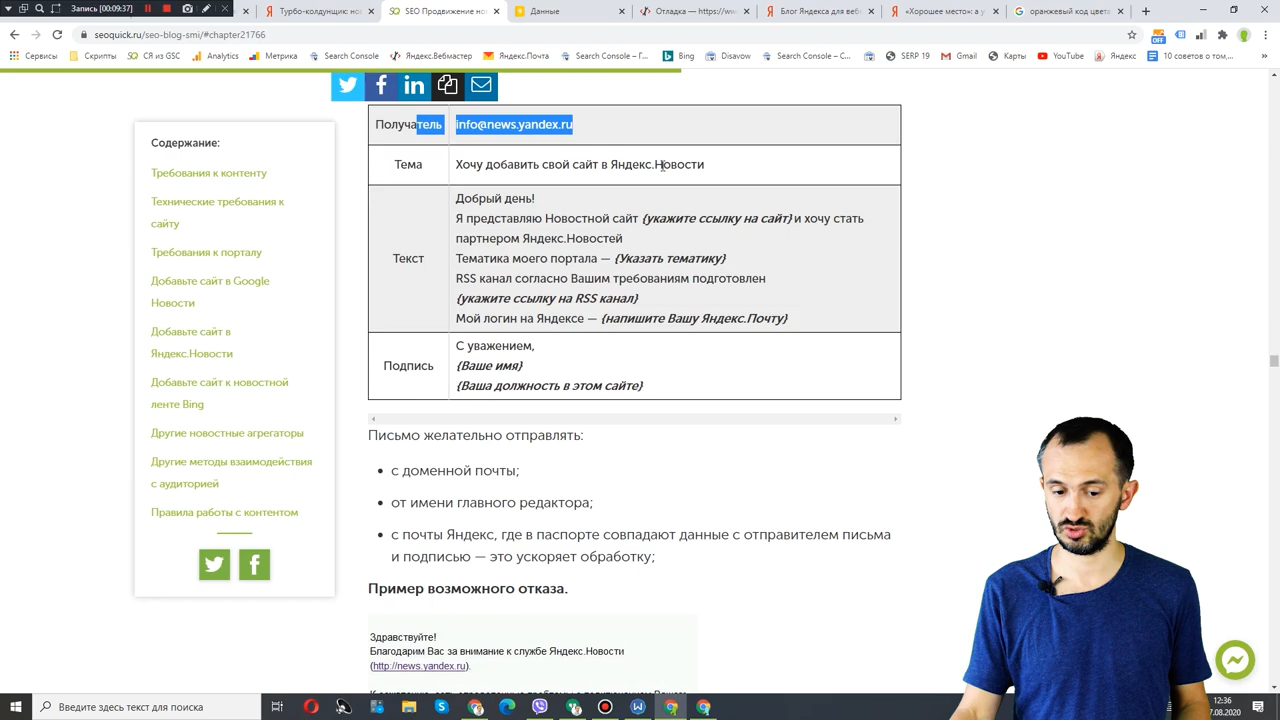 Запись [00:09:37]
Турбо-колдунщик но
SEO Продвижение нов
Данные
Отладка — https://ww
Блог Яндекса для веб
«Хорошее место»: а у
оранжевый код цвета
seoquick.ru/seo-blog-smi/#chapter21766
OFF
Сервисы
Скрипты
СЯ из GSC
Analytics
Метрика
Search Console
Яндекс.Вебмастер
Яндекс.Почта
Search Console – Г...
Bing
Disavow
Search Console – С...
SERP 19
Gmail
Карты
YouTube
10 советов о том,...
Содержание:
Требования к контенту
Технические требования к
сайту
Требования к порталу
Добавьте сайт в Google
Новости
Добавьте сайт в
Яндекс.Новости
Добавьте сайт к новостной
ленте Bing
Другие новостные агрегаторы
Другие методы взаимодействия
с аудиторией
Правила работы с контентом
Получатель info@news.yandex.ru
Тема Хочу добавить свой сайт в Яндекс.Новости
Текст
Добрый день!
Я представляю Новостной сайт {укажите ссылку на сайт} и хочу стать
партнером Яндекс.Новостей
Тематика моего портала — {Указать тематику}
RSS канал согласно Вашим требованиям подготовлен
{укажите ссылку на RSS канал}
Мой логин на Яндексе — {напишите Вашу Яндекс.Почту}
Подпись
С уважением,
{Ваше имя}
{Ваша должность в этом сайте}
Письмо желательно отправлять:
с доменной почты;
от имени главного редактора;
с почты Яндекс, где в паспорте совпадают данные с отправителем письма
и подписью — это ускоряет обработку;
Пример возможного отказа.
Здравствуйте!
Благодарим Вас за внимание к службе Яндекс.Новости
(http://news.yandex.ru).
Введите здесь текст для поиска
12:36
7.08.2020